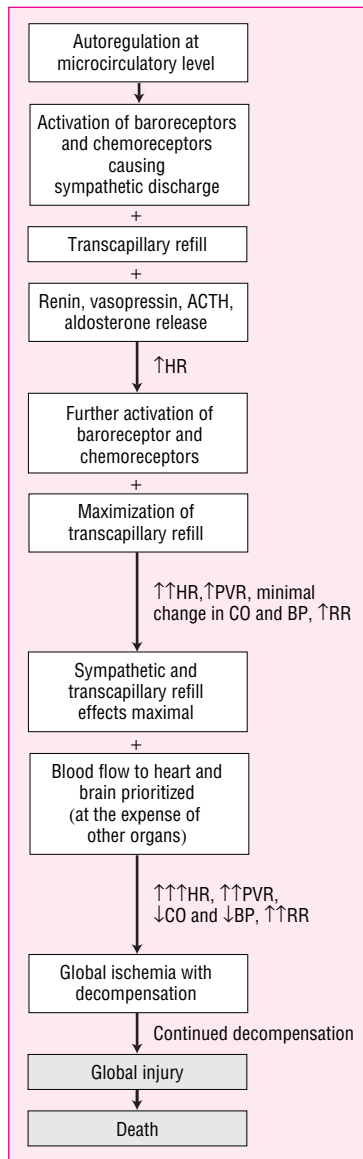 Autoregulation at
microcirculatory level
Activation of baroreceptors
and chemoreceptors
causing
sympathetic discharge
+
Transcapillary refill
+
Renin, vasopressin, ACTH,
aldosterone release
↑HR
Further activation of
baroreceptor and
chemoreceptors
+
Maximization of
transcapillary refill
↑↑HR,↑PVR, minimal
change in CO and BP, ↑RR
Sympathetic and
transcapillary refill
effects maximal
+
Blood flow to heart and
brain prioritized
(at the expense of
other organs)
↑↑↑HR, ↑↑PVR,
↓CO and ↓BP, ↑↑RR
Global ischemia with
decompensation
Continued decompensation
Global injury
Death